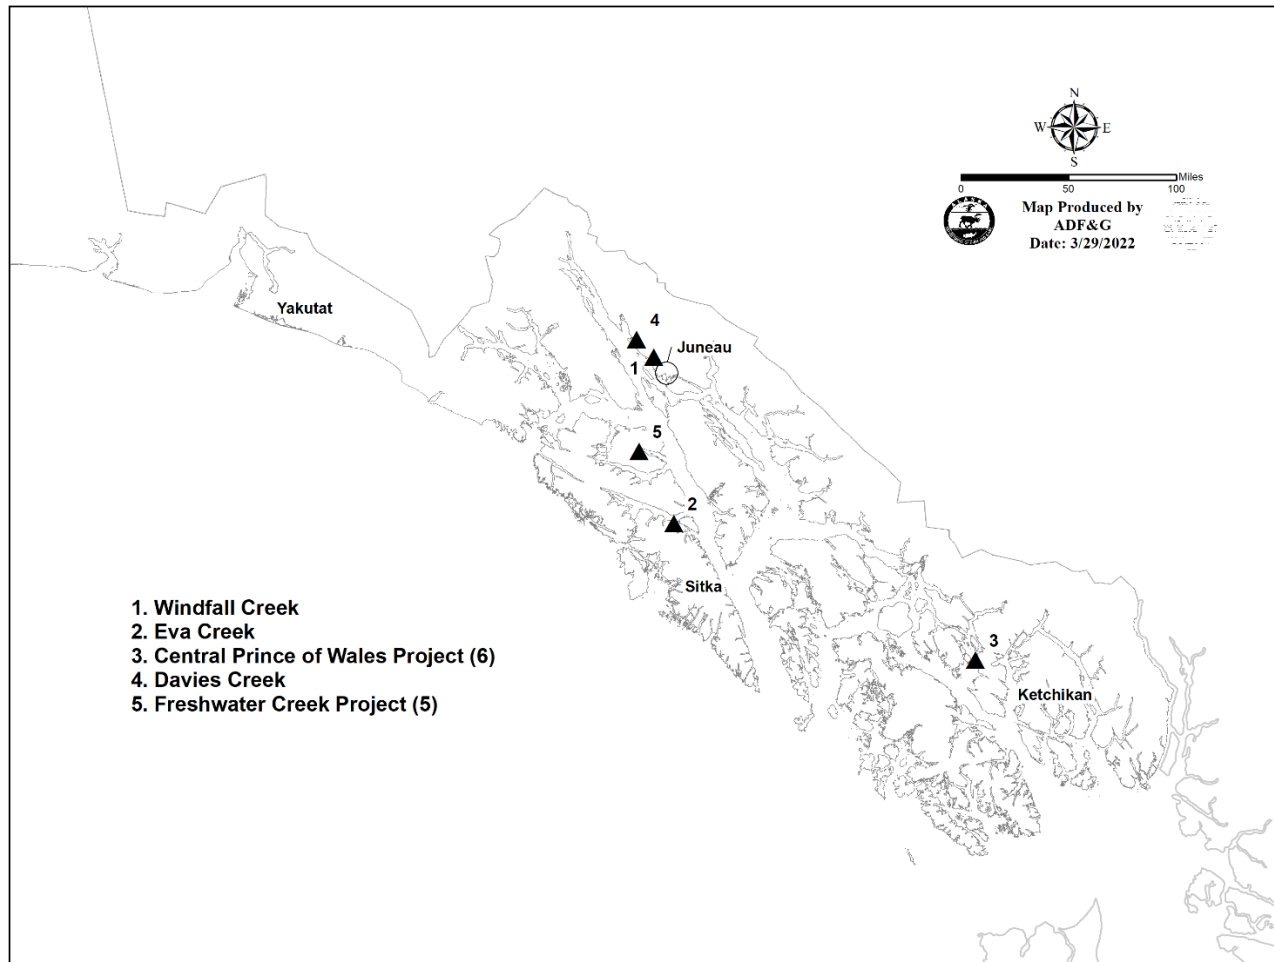 N
W E
S
Miles
0 50 100
ALASKA
Map Produced by
ADF&G
Date: 3/29/2022
Yakutat
4
Juneau
1
5
2
Sitka
3
Ketchikan
1. Windfall Creek
2. Eva Creek
3. Central Prince of Wales Project (6)
4. Davies Creek
5. Freshwater Creek Project (5)